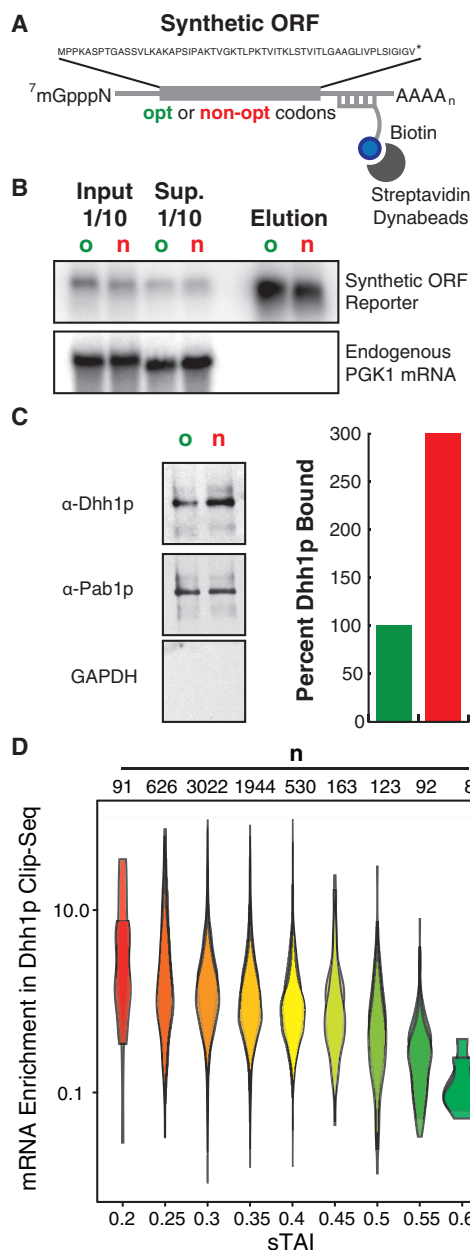 A
Synthetic ORF
MPPKASPTGASSVLKAKAPSIPAKTVGKTLPKTVITKLSTVITLGAAGLIVPLSIGIGV*
7mGpppN
AAAAn
opt or non-opt codons
Biotin
Streptavidin
Dynabeads
B
Input
1/10
Sup.
1/10
Elution
o n o n o n
Synthetic ORF
Reporter
Endogenous
PGK1 mRNA
C
o n
α-Dhh1p
α-Pab1p
GAPDH
Percent Dhh1p Bound
300
250
200
150
100
50
0
D
n
91 626 3022 1944 530 163 123 92 8
mRNA Enrichment in Dhh1p Clip-Seq
10.0
0.1
0.2 0.25 0.3 0.35 0.4 0.45 0.5 0.55 0.6
sTAI